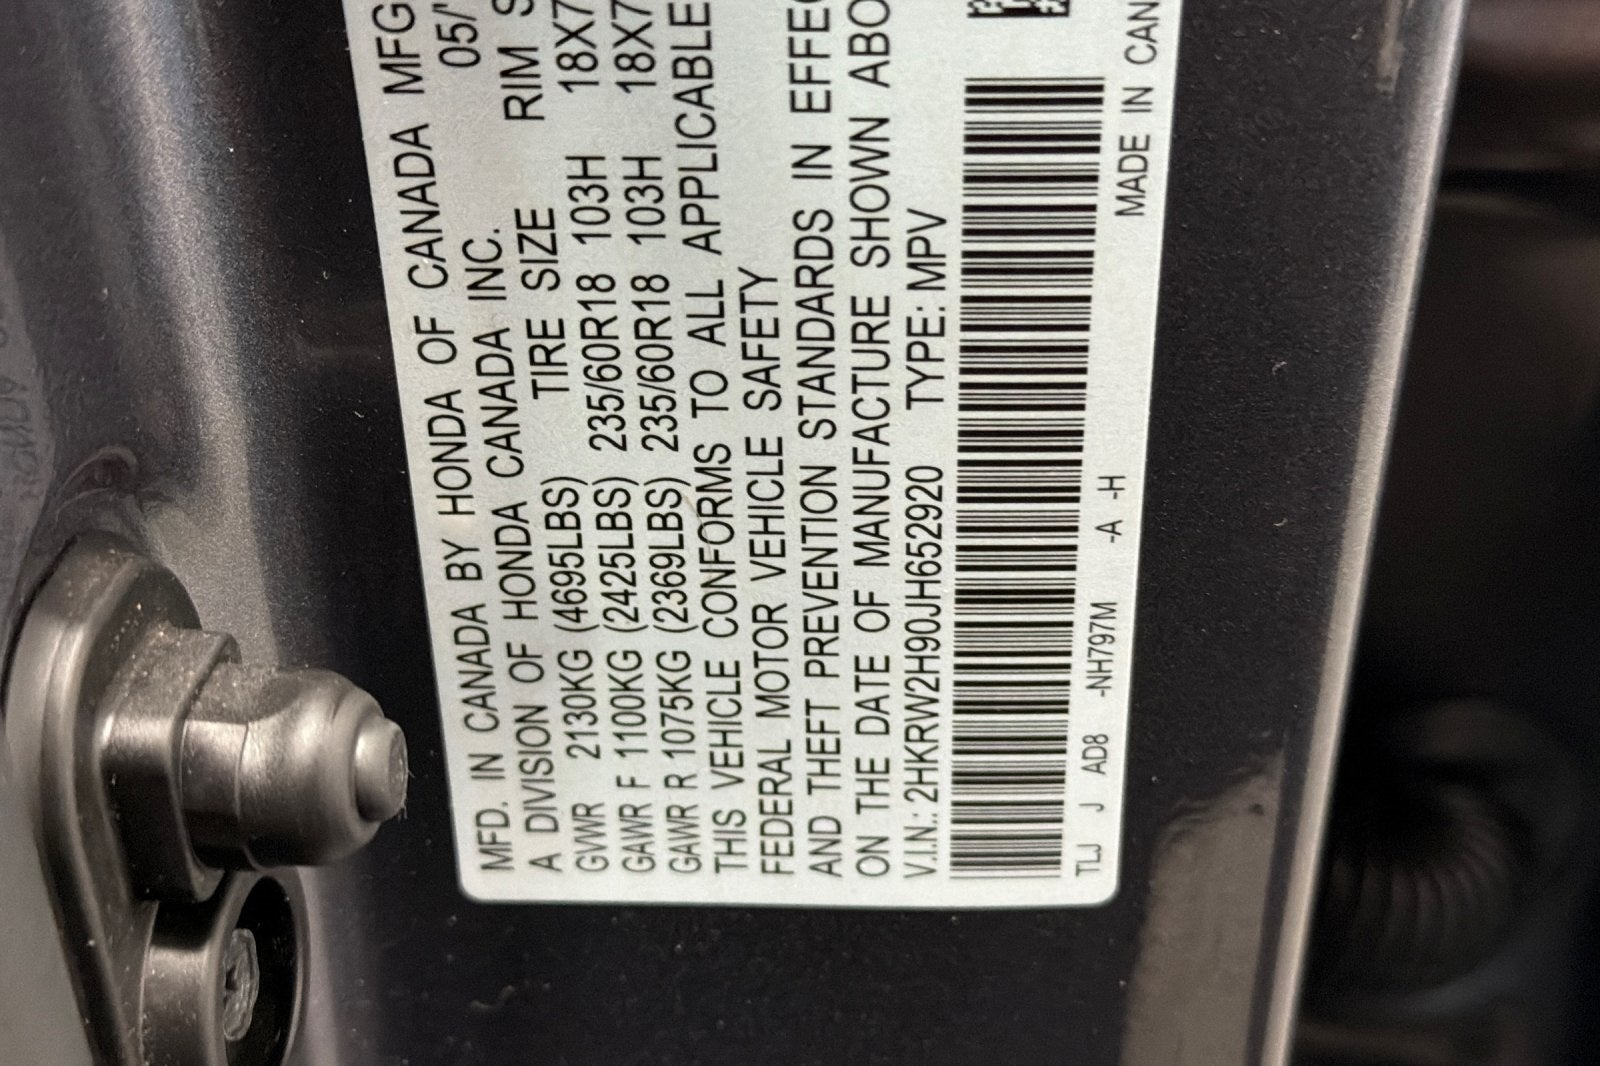 MFD. IN CANADA BY HONDA OF CANADA MFG
A DIVISION OF HONDA CANADA INC. 05/
TIRE SIZE RIM S
GVWR 2130KG (4695LBS)
GAWR F 1100KG (2425LBS) 235/60R18 103H 18X7
GAWR R 1075KG (2369LBS) 235/60R18 103H 18X7
THIS VEHICLE CONFORMS TO ALL APPLICABLE
FEDERAL MOTOR VEHICLE SAFETY
AND THEFT PREVENTION STANDARDS IN EFFEC
ON THE DATE OF MANUFACTURE SHOWN ABO
V.I.N.: 2HKRW2H90JH652920 TYPE: MPV
TLJ J AD8 -NH797M -A -H
MADE IN CAN